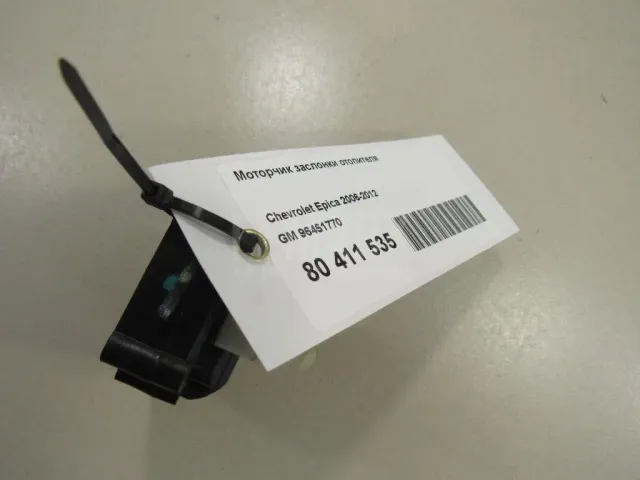 Моторчик заслонки отопителя
Chevrolet Epica 2006-2012
GM 96451770
80 411 535